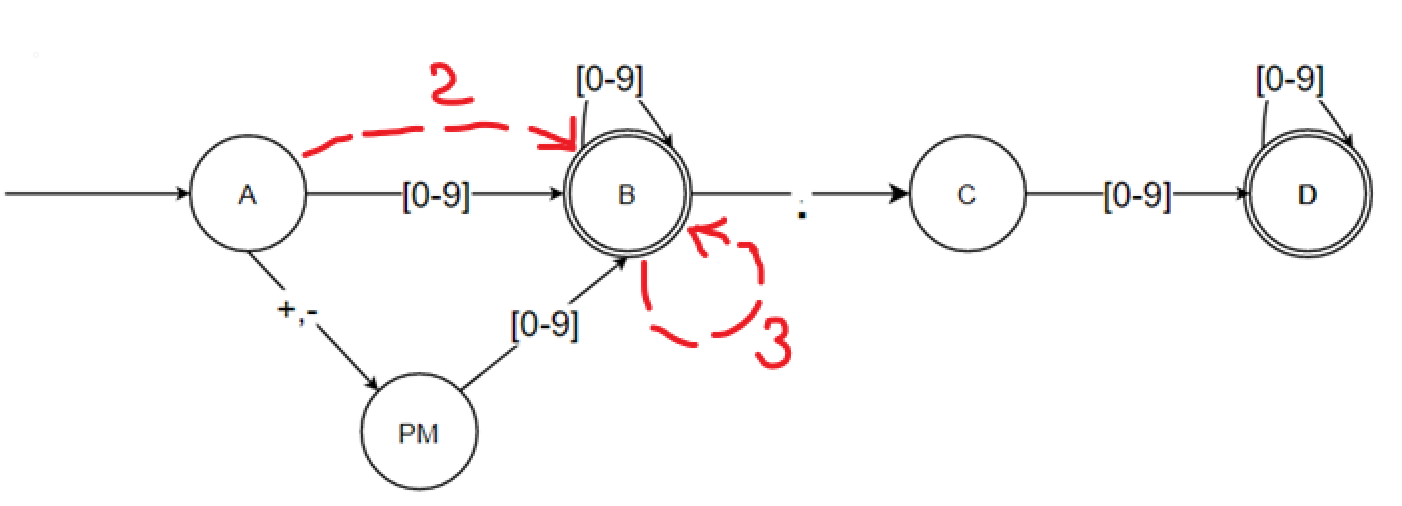 2 [0-9] [0-9]
A [0-9] B . C [0-9] D
+,- [0-9] 3
PM